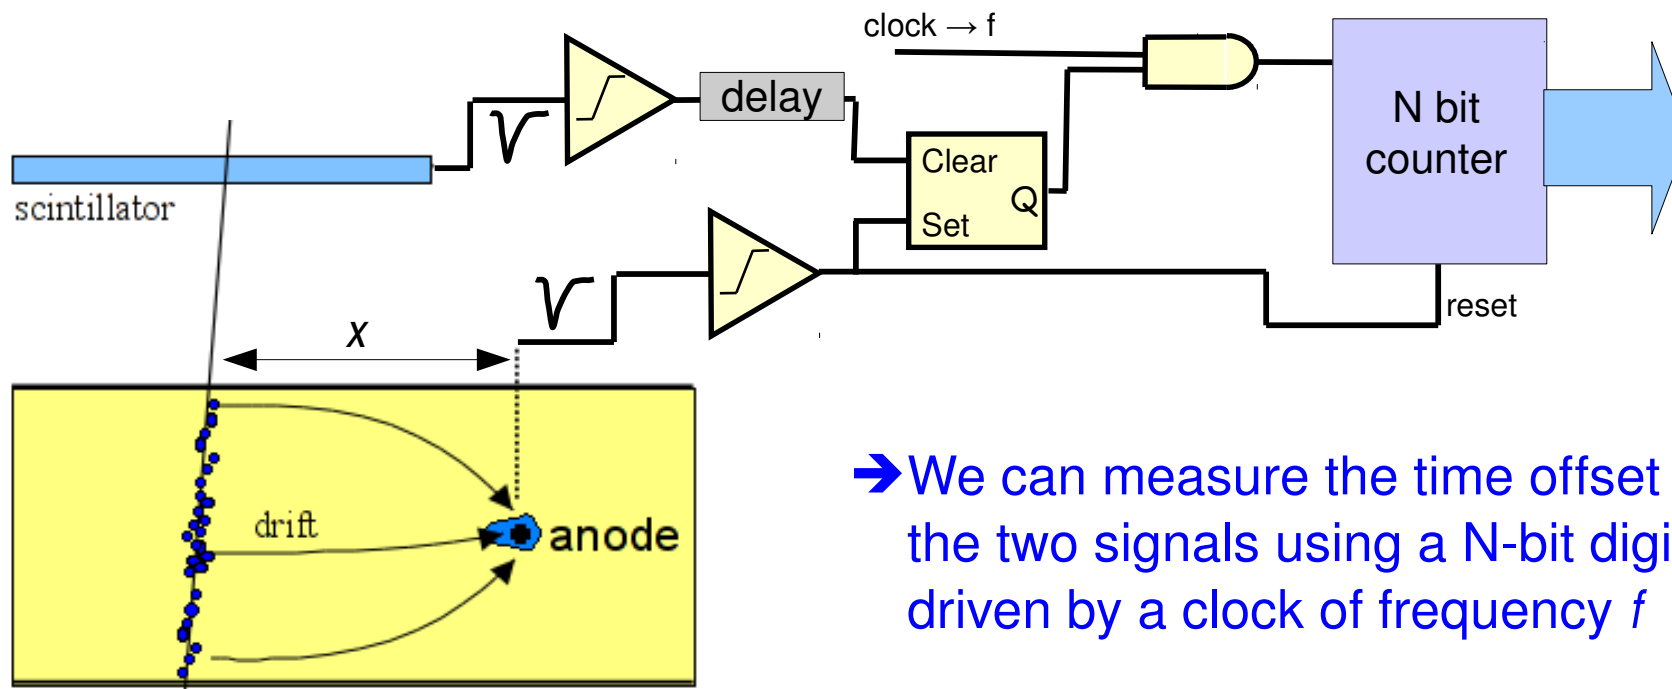 clock → f
delay
N bit
counter
Clear
Q
Set
scintillator
reset
x
drift
anode
➔We can measure the time offset
the two signals using a N-bit digi
driven by a clock of frequency f